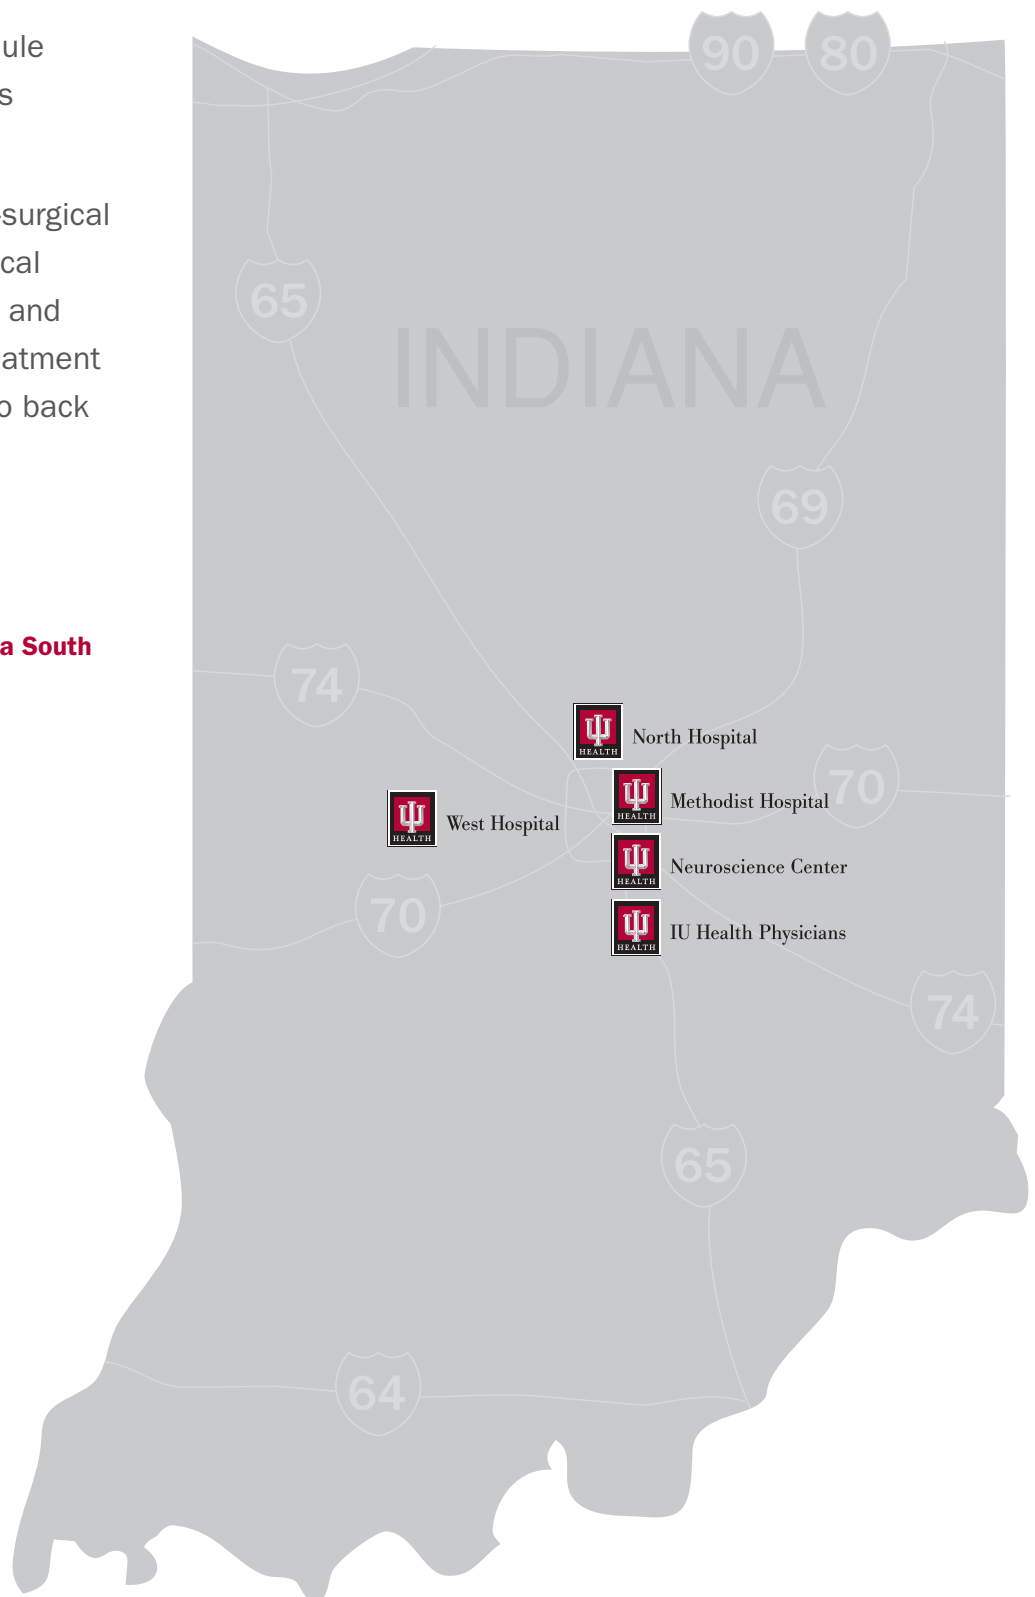 ule
s
-surgical
cal
and
atment
o back
a South
90
80
65
INDIANA
69
74
HEALTH
North Hospital
HEALTH
Methodist Hospital
70
HEALTH
West Hospital
HEALTH
Neuroscience Center
70
HEALTH
IU Health Physicians
74
65
64